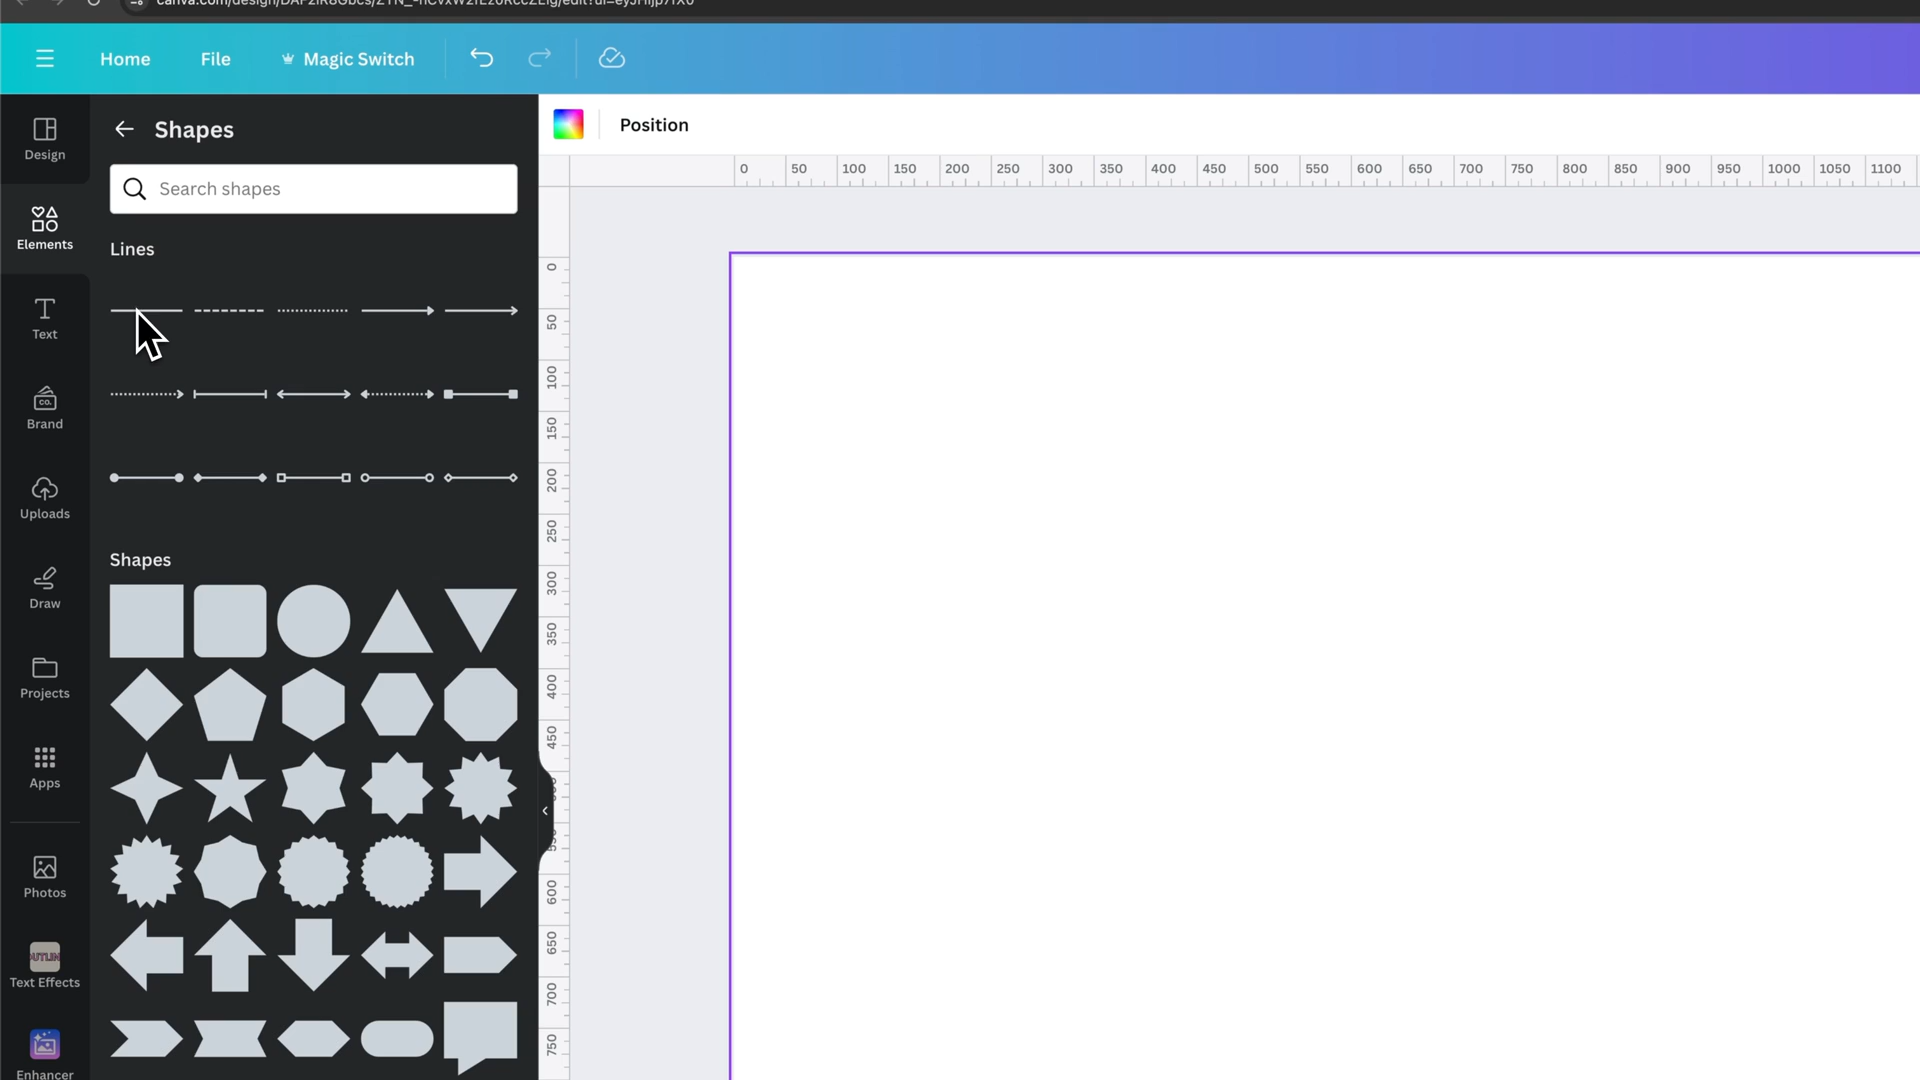 Home File Magic Switch
Design
Elements
Text
Brand
CO.
Uploads
Draw
Projects
Apps
Photos
Text Effects
Enhancer
Shapes
Search shapes
Lines
Shapes
Position
0 50 100 150 200 250 300 350 400 450 500 550 600 650 700 750 800 850 900 950 1000 1050 1100
0
50
100
150
200
250
300
350
400
450
600
650
700
750